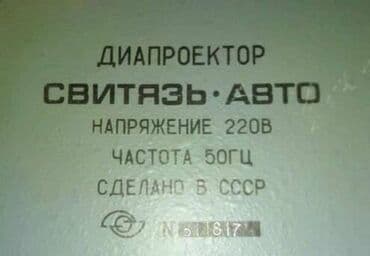 ДИАПРОЕКТОР
СВИТЯЗЬ·АВТО
НАПРЯЖЕНИЕ 220В
ЧАСТОТА 50ГЦ
СДЕЛАНО В СССР
N